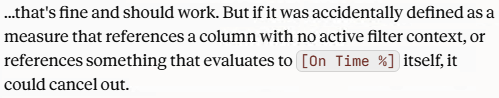 ...that's fine and should work. But if it was accidentally defined as a
measure that references a column with no active filter context, or
references something that evaluates to [On Time %] itself, it
could cancel out.